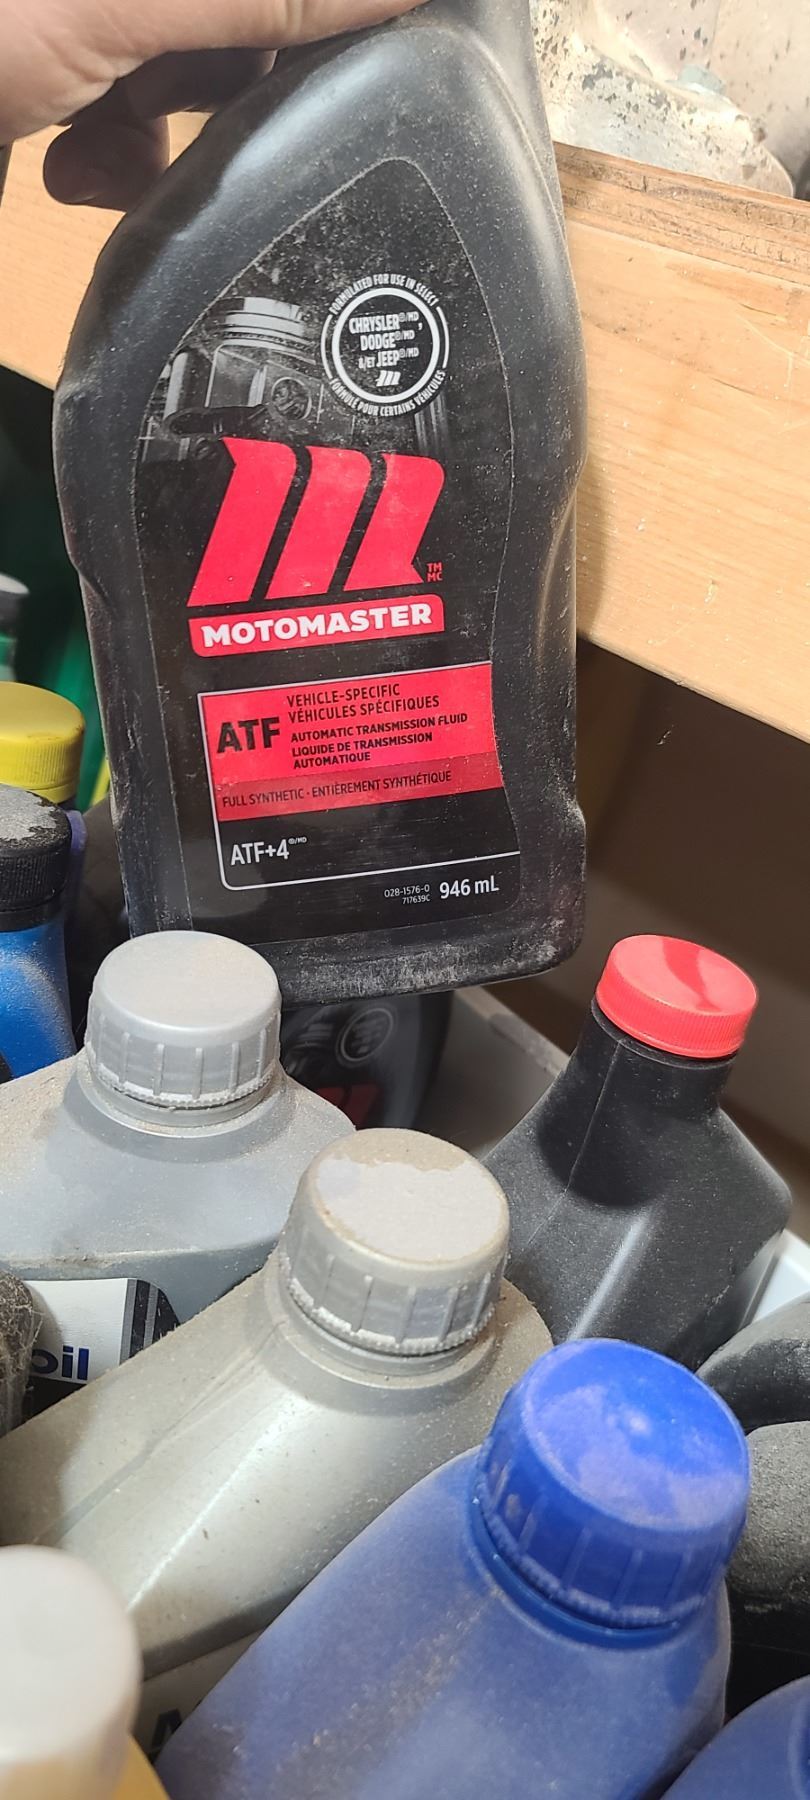 FORMULATED FOR USE IN SELECT
CHRYSLER®/MD,
DODGE®/MD
&/ET JEEP®/MD
FORMULÉ POUR CERTAINS VÉHICULES
TM
MC
MOTOMASTER
ATF
VEHICLE-SPECIFIC
VÉHICULES SPÉCIFIQUES
AUTOMATIC TRANSMISSION FLUID
LIQUIDE DE TRANSMISSION
AUTOMATIQUE
FULL SYNTHETIC · ENTIÈREMENT SYNTHÉTIQUE
ATF+4®/MD
028-1576-0
717639C
946 mL
oil